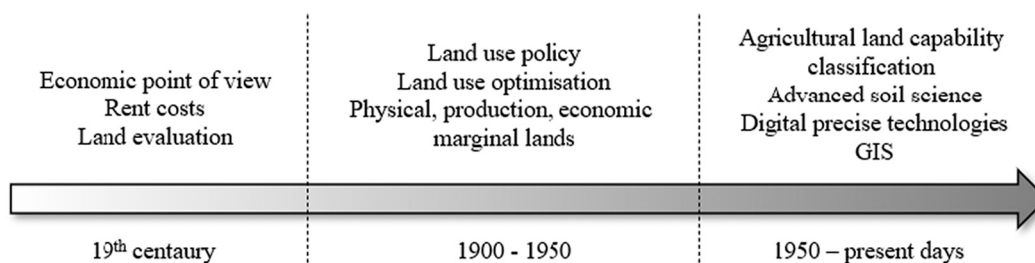 Economic point of view
Rent costs
Land evaluation
Land use policy
Land use optimisation
Physical, production, economic
marginal lands
Agricultural land capability
classification
Advanced soil science
Digital precise technologies
GIS
19th centaury
1900 - 1950
1950 – present days